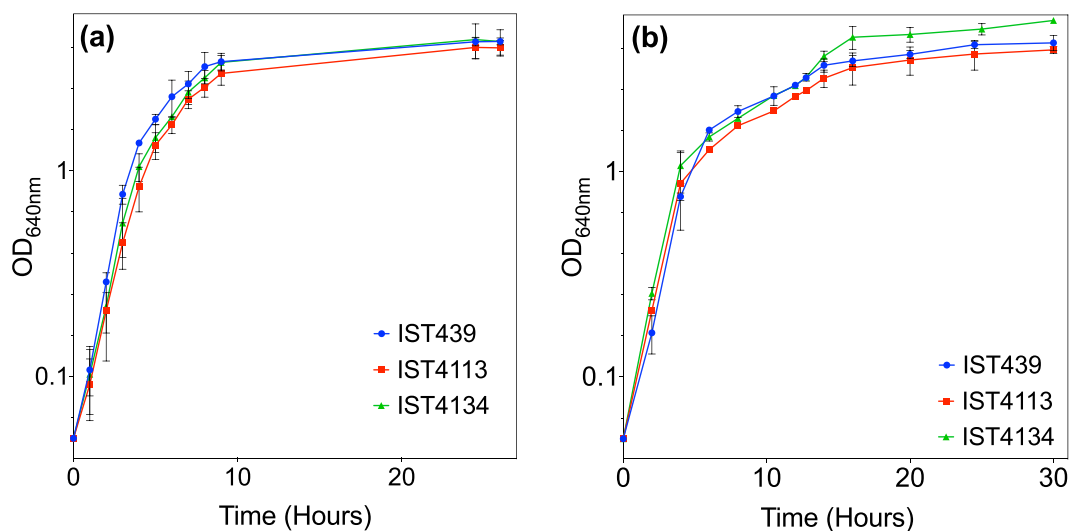 (a)
OD640nm
1
0.1
IST439
IST4113
IST4134
0
10
20
Time (Hours)
(b)
OD640nm
1
0.1
IST439
IST4113
IST4134
0
10
20
30
Time (Hours)